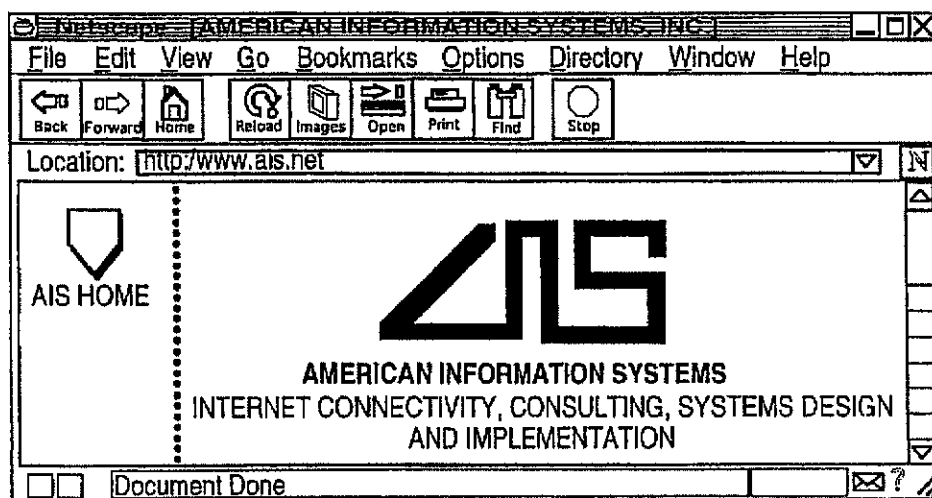 Netscape - [AMERICAN INFORMATION SYSTEMS, INC.]
File Edit View Go Bookmarks Options Directory Window Help
Back Forward Home Reload Images Open Print Find Stop
Location: http:/www.ais.net
N
AIS HOME
AIS
AMERICAN INFORMATION SYSTEMS
INTERNET CONNECTIVITY, CONSULTING, SYSTEMS DESIGN
AND IMPLEMENTATION
Document Done
?